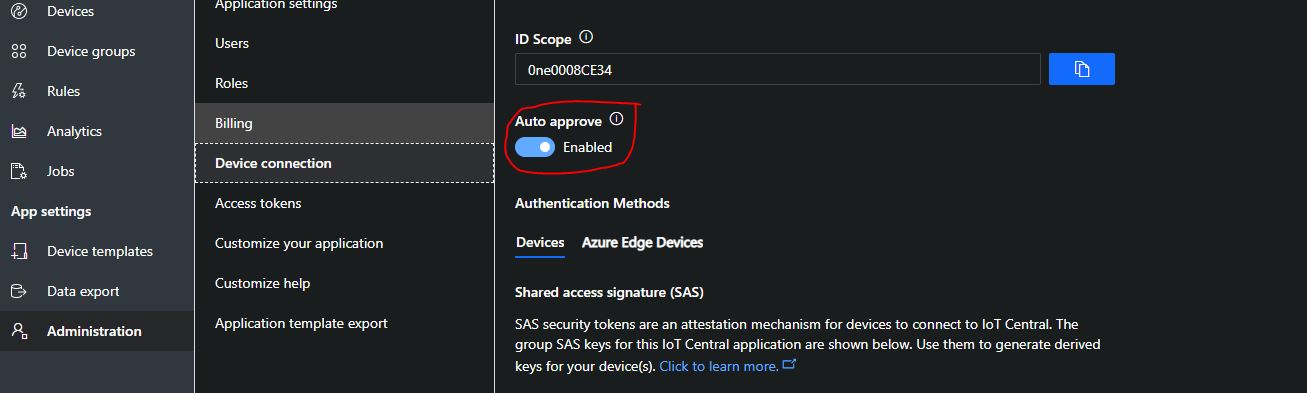 Devices
Device groups
Rules
Analytics
Jobs
App settings
Device templates
Data export
Administration
Application settings
Users
Roles
Billing
Device connection
Access tokens
Customize your application
Customize help
Application template export
ID Scope
0ne0008CE34
Auto approve
Enabled
Authentication Methods
Devices Azure Edge Devices
Shared access signature (SAS)
SAS security tokens are an attestation mechanism for devices to connect to IoT Central. The
group SAS keys for this IoT Central application are shown below. Use them to generate derived
keys for your device(s). Click to learn more.